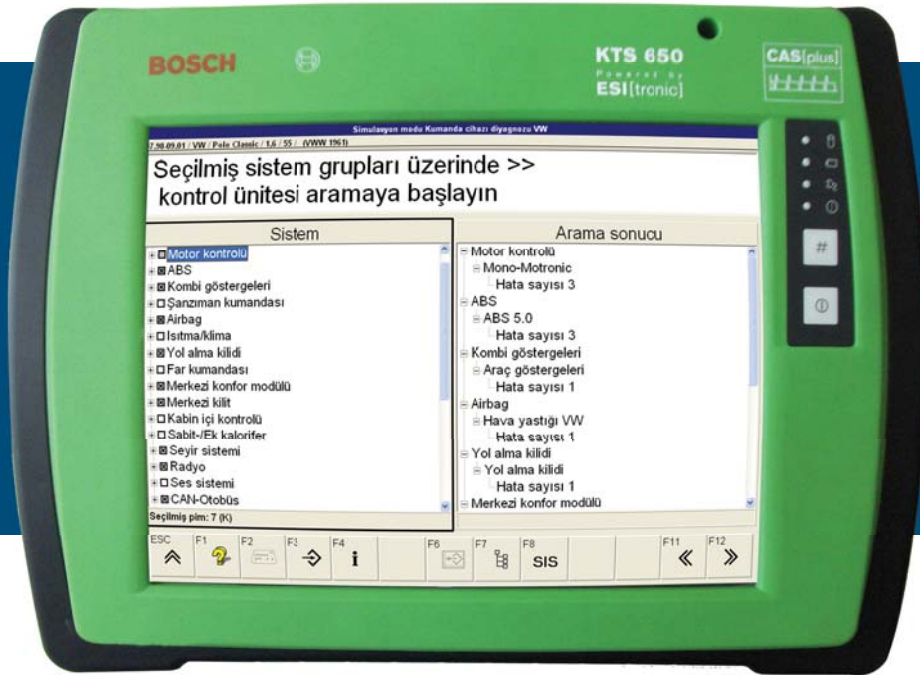 BOSCH
KTS 650
Powered by
ESI[tronic]
CAS[plus]
Simulasyon modu Kumanda cihazı diyagnozu VW
7,98-09.01 / VW / Polo Classic / 1,6 / 55 / (VWW 1961)
Seçilmiş sistem grupları üzerinde >>
kontrol ünitesi aramaya başlayın
Sistem
Motor kontrolü
ABS
Kombi göstergeleri
Şanzıman kumandası
Airbag
Isıtma/klima
Yol alma kilidi
Far kumandası
Merkezi konfor modülü
Merkezi kilit
Kabin içi kontrolü
Sabit-/Ek kalorifer
Seyir sistemi
Radyo
Ses sistemi
CAN-Otobüs
Seçilmiş pim: 7 (K)
Arama sonucu
Motor kontrolü
Mono-Motronic
Hata sayısı 3
ABS
ABS 5.0
Hata sayısı 3
Kombi göstergeleri
Araç göstergeleri
Hata sayısı 1
Airbag
Hava yastığı VW
Hata sayısı 1
Yol alma kilidi
Yol alma kilidi
Hata sayısı 1
Merkezi konfor modülü
ESC F1 F2 F3 F4 F6 F7 F8 F11 F12
i SIS
#